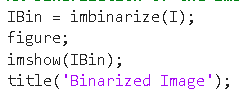 IBin = imbinarize(I);
figure;
imshow(IBin);
title('Binarized Image');